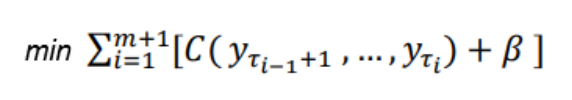 min ∑_{i=1}^{m+1}[C(y_{τ_{i-1}+1} , ..., y_{τ_i}) + β ]